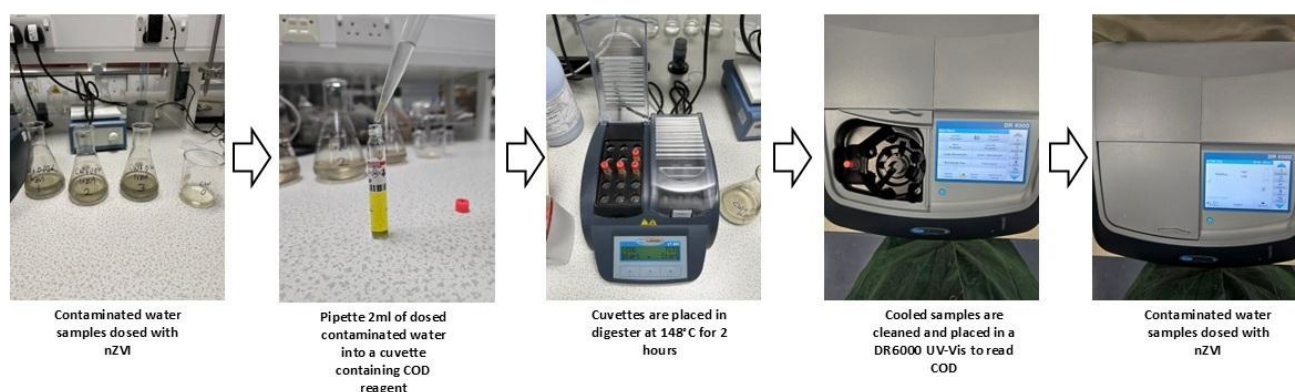 DR 6000
DR 6000
Contaminated water
samples dosed with
nZVI
Pipette 2ml of dosed
contaminated water
into a cuvette
containing COD
reagent
Cuvettes are placed in
digester at 148°C for 2
hours
Cooled samples are
cleaned and placed in a
DR6000 UV-Vis to read
COD
Contaminated water
samples dosed with
nZVI